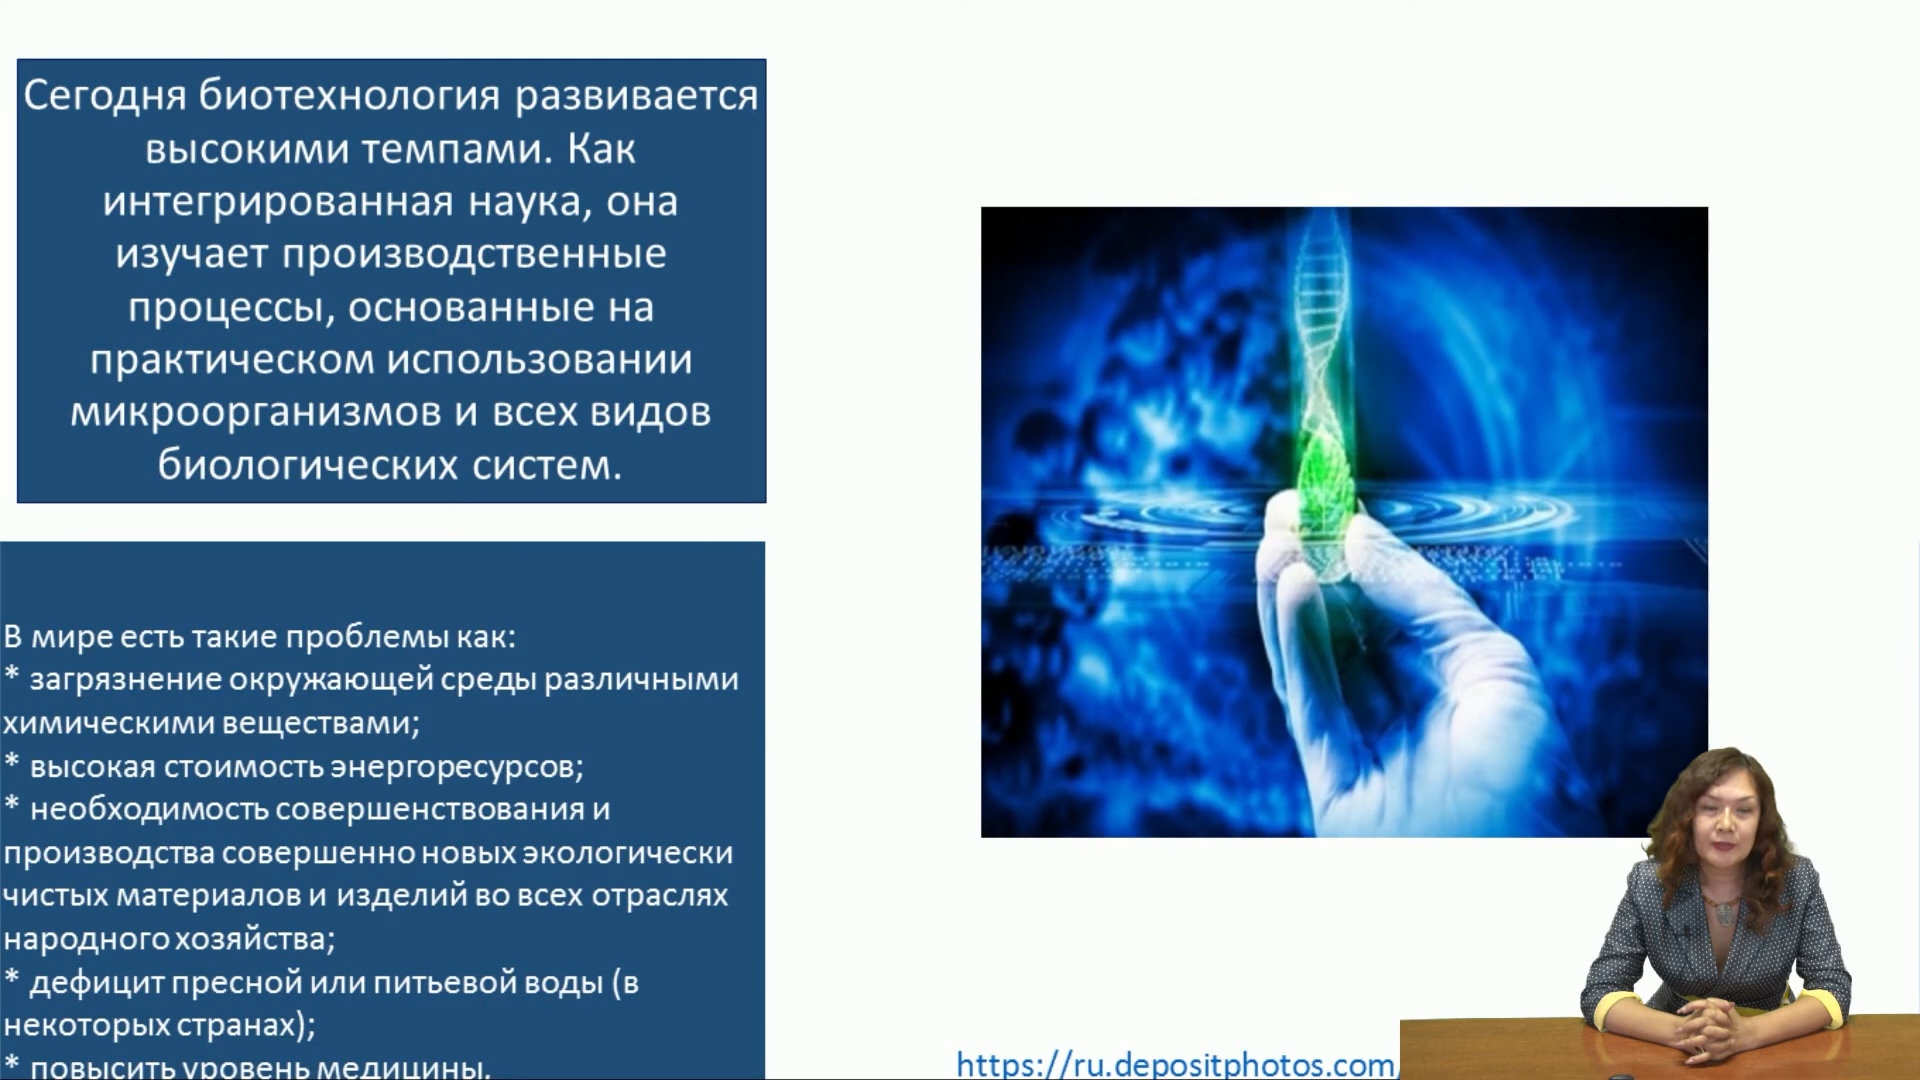 Сегодня биотехнология развивается
высокими темпами. Как
интегрированная наука, она
изучает производственные
процессы, основанные на
практическом использовании
микроорганизмов и всех видов
биологических систем.
В мире есть такие проблемы как:
* загрязнение окружающей среды различными
химическими веществами;
* высокая стоимость энергоресурсов;
* необходимость совершенствования и
производства совершенно новых экологически
чистых материалов и изделий во всех отраслях
народного хозяйства;
* дефицит пресной или питьевой воды (в
некоторых странах);
* повысить уровень медицины,
https://ru.depositphotos.com/